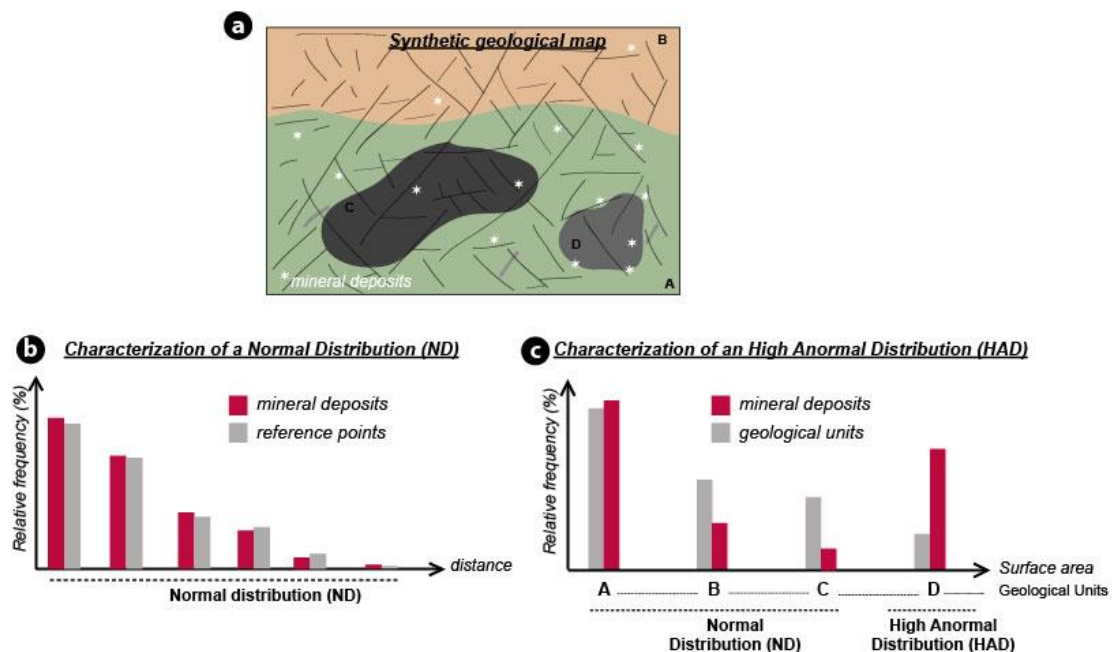 a
Synthetic geological map
B
C
D
mineral deposits
A
b
Characterization of a Normal Distribution (ND)
Relative frequency (%)
mineral deposits
reference points
distance
Normal distribution (ND)
c
Characterization of an High Anormal Distribution (HAD)
Relative frequency (%)
mineral deposits
geological units
Surface area
A B C D Geological Units
Normal
Distribution (ND)
High Anormal
Distribution (HAD)